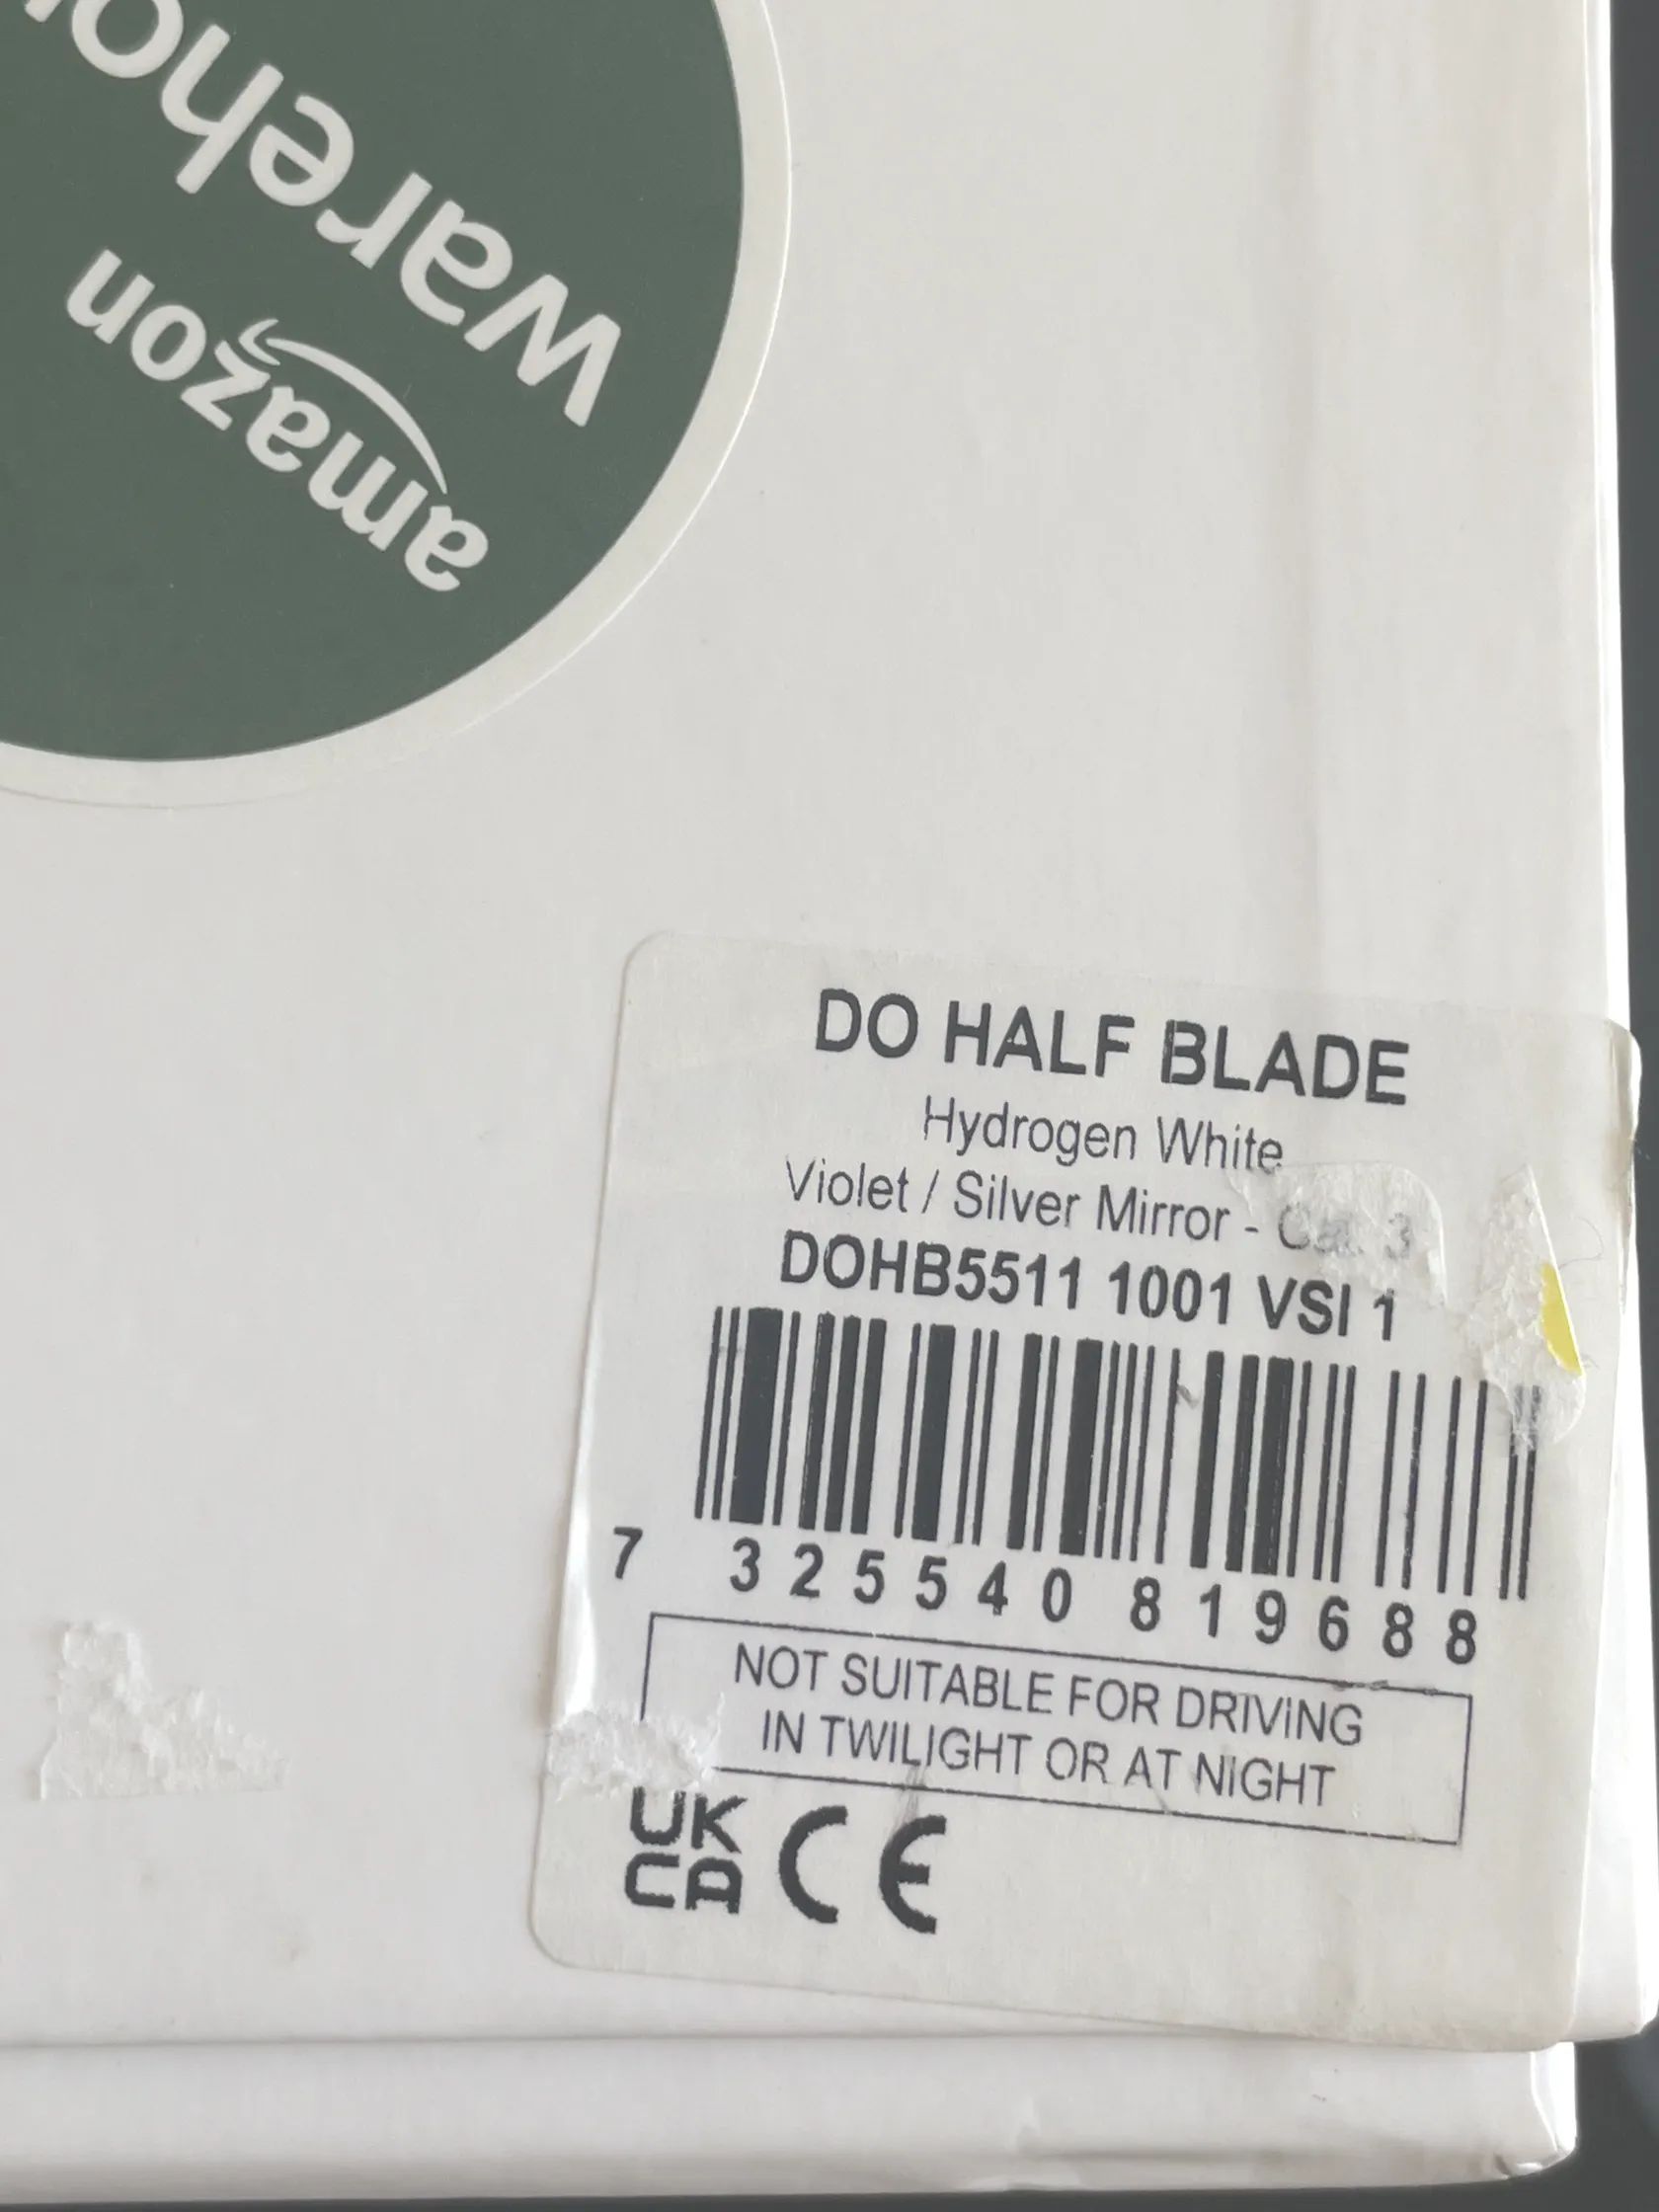 amazon
wareho
DO HALF BLADE
Hydrogen White
Violet / Silver Mirror - Cat. 3
DOHB5511 1001 VSI 1
7 325540 819688
NOT SUITABLE FOR DRIVING
IN TWILIGHT OR AT NIGHT
UK
CA CE